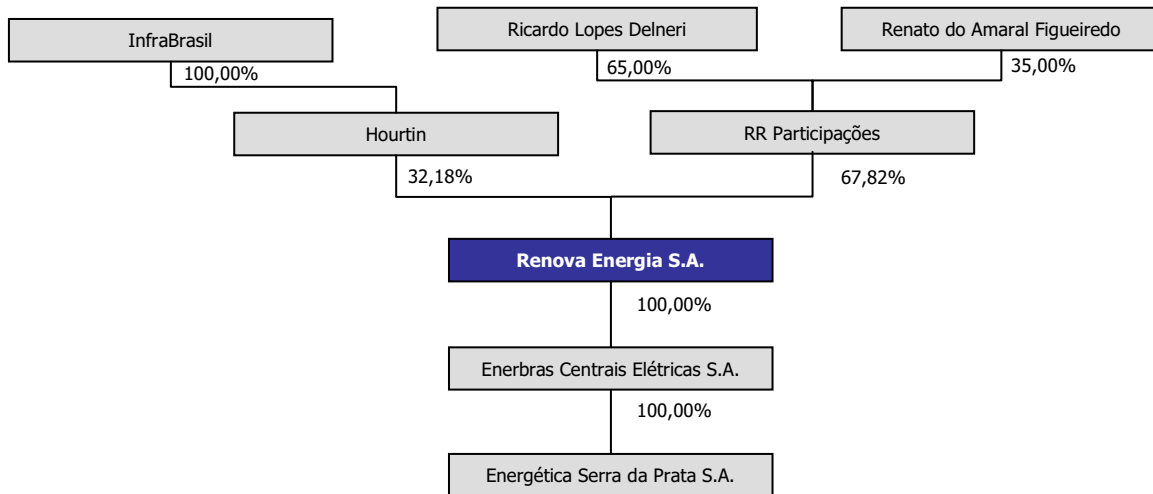 InfraBrasil
Ricardo Lopes Delneri
Renato do Amaral Figueiredo
100,00%
65,00%
35,00%
Hourtin
RR Participações
32,18%
67,82%
Renova Energia S.A.
100,00%
Enerbras Centrais Elétricas S.A.
100,00%
Energética Serra da Prata S.A.